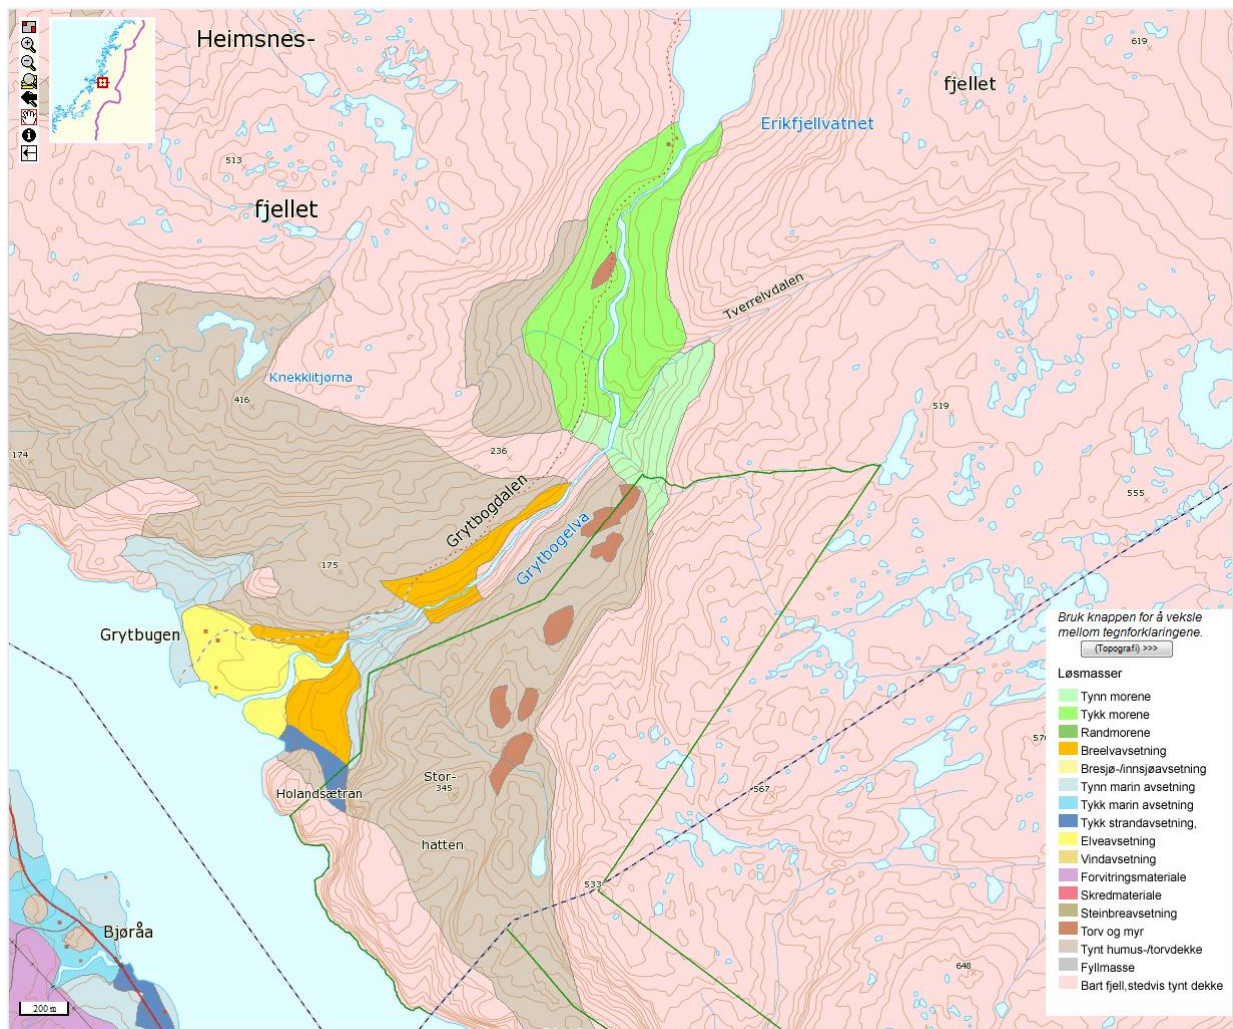 Heimsnes-
619
fjellet
Erikfjellvatnet
513
fjellet
Tverrelvdalen
Knekklitjørna
416
519
174
236
555
Grytbogdalen
Grytbogelva
175
Bruk knappen for å veksle
mellom tegnforklaringene.
Grytbugen
(Topografi) >>>
Løsmasser
Tynn morene
Tykk morene
Randmorene
Breelvavsetning
Bresjø-/innsjøavsetning
Tynn marin avsetning
Tykk marin avsetning
Tykk strandavsetning,
Elveavsetning
Vindavsetning
Forvitringsmateriale
Skredmateriale
Steinbreavsetning
Torv og myr
Tynt humus-/torvdekke
Fyllmasse
Bart fjell,stedvis tynt dekke
Stor-
345
Holandsætran
567
hatten
533
Bjøråa
648
200 m